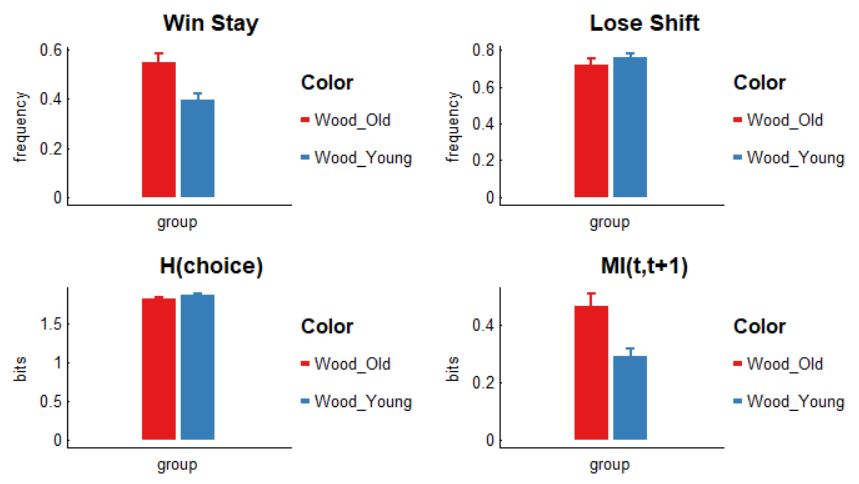 Win Stay
0.6
0.4
0.2
0
frequency
group
Color
Wood_Old
Wood_Young
Lose Shift
0.8
0.6
0.4
0.2
0
frequency
group
Color
Wood_Old
Wood_Young
H(choice)
1.5
1
0.5
0
bits
group
Color
Wood_Old
Wood_Young
MI(t,t+1)
0.4
0.2
0
bits
group
Color
Wood_Old
Wood_Young